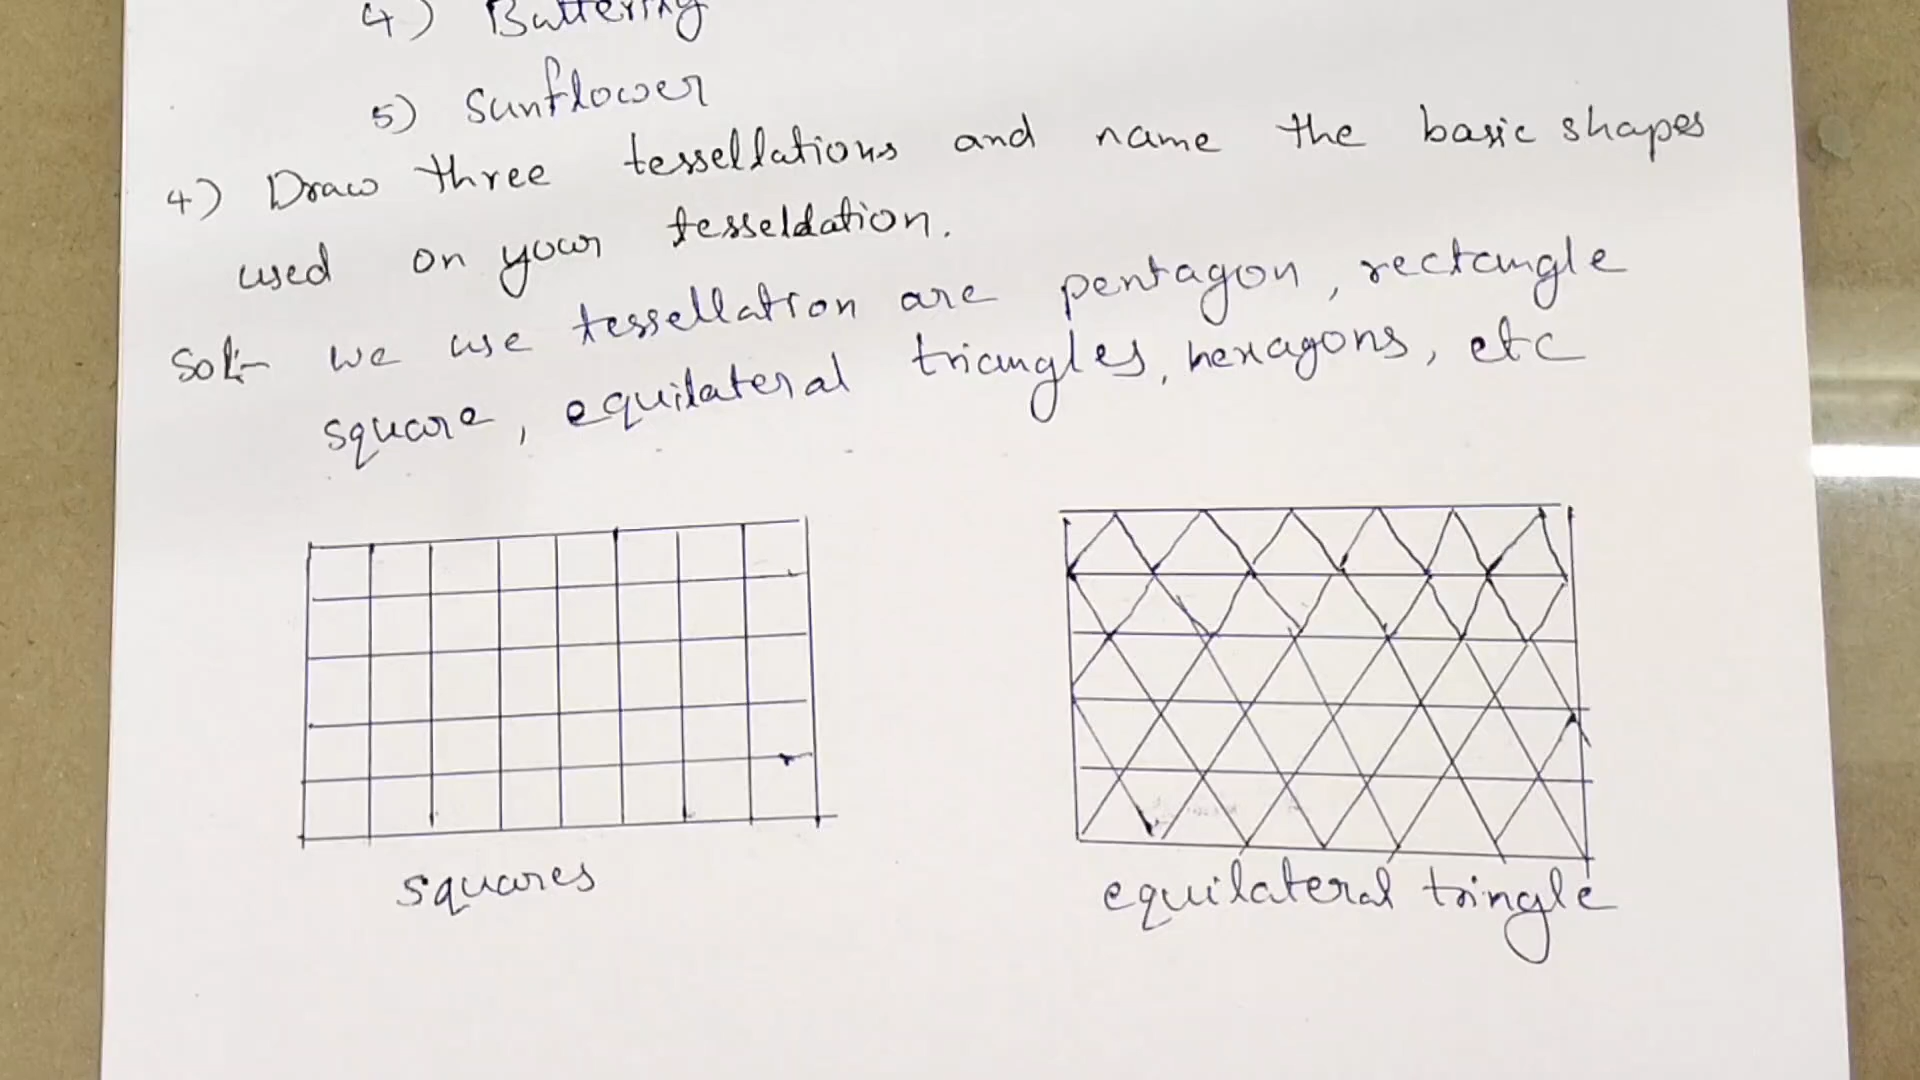 4) Butterfly
5) Sunflower
4) Draw three tessellations and name the basic shapes
used on your tesseldation.
Sol:- we use tessellation are pentagon, rectangle
square, equilateral triangles, hexagons, etc
squares
equilateral tringle